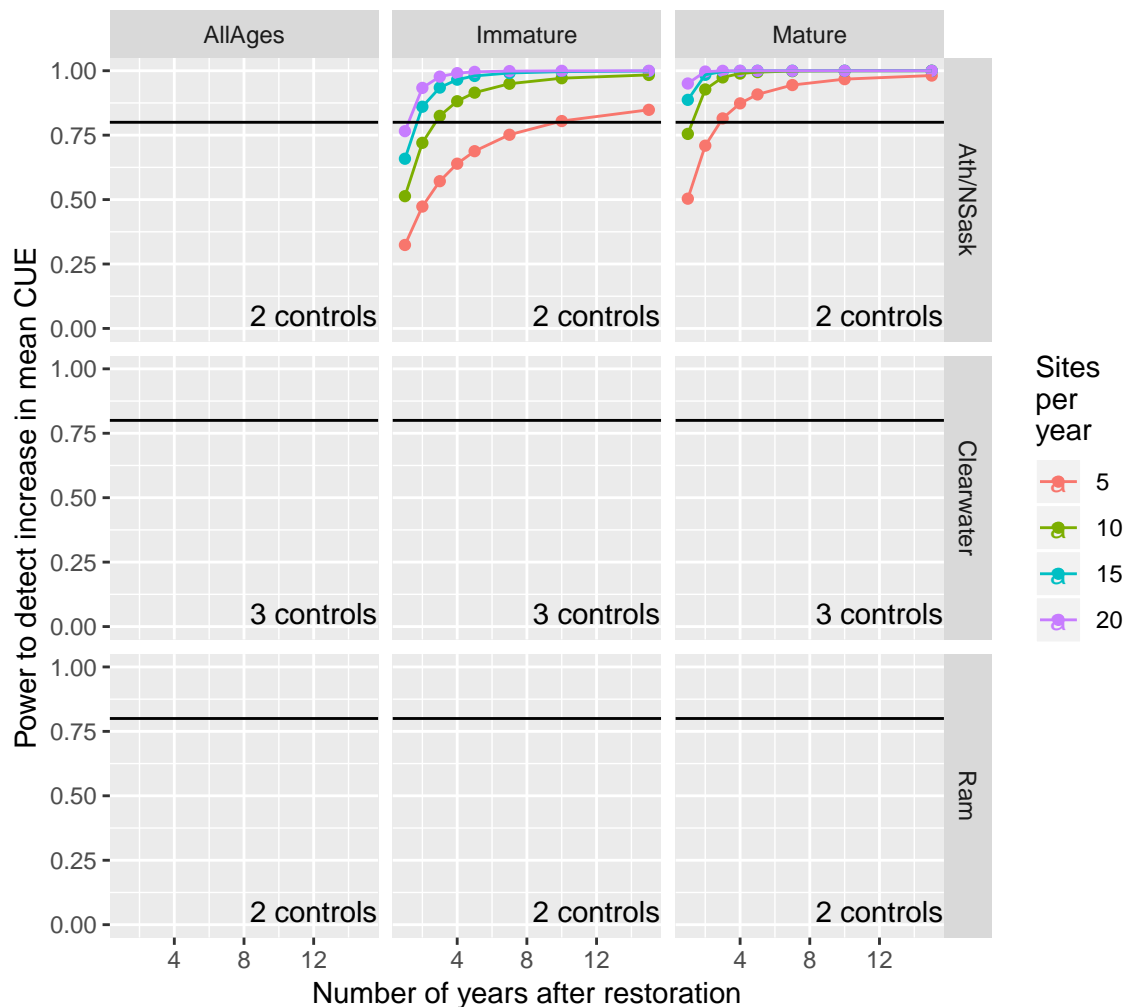 AllAges
Immature
Mature
Power to detect increase in mean CUE
1.00
0.75
0.50
0.25
0.00
2 controls
2 controls
2 controls
Ath/NSask
1.00
0.75
0.50
0.25
0.00
3 controls
3 controls
3 controls
Clearwater
1.00
0.75
0.50
0.25
0.00
2 controls
2 controls
2 controls
Ram
4 8 12
4 8 12
4 8 12
Number of years after restoration
Sites
per
year
a 5
a 10
a 15
a 20